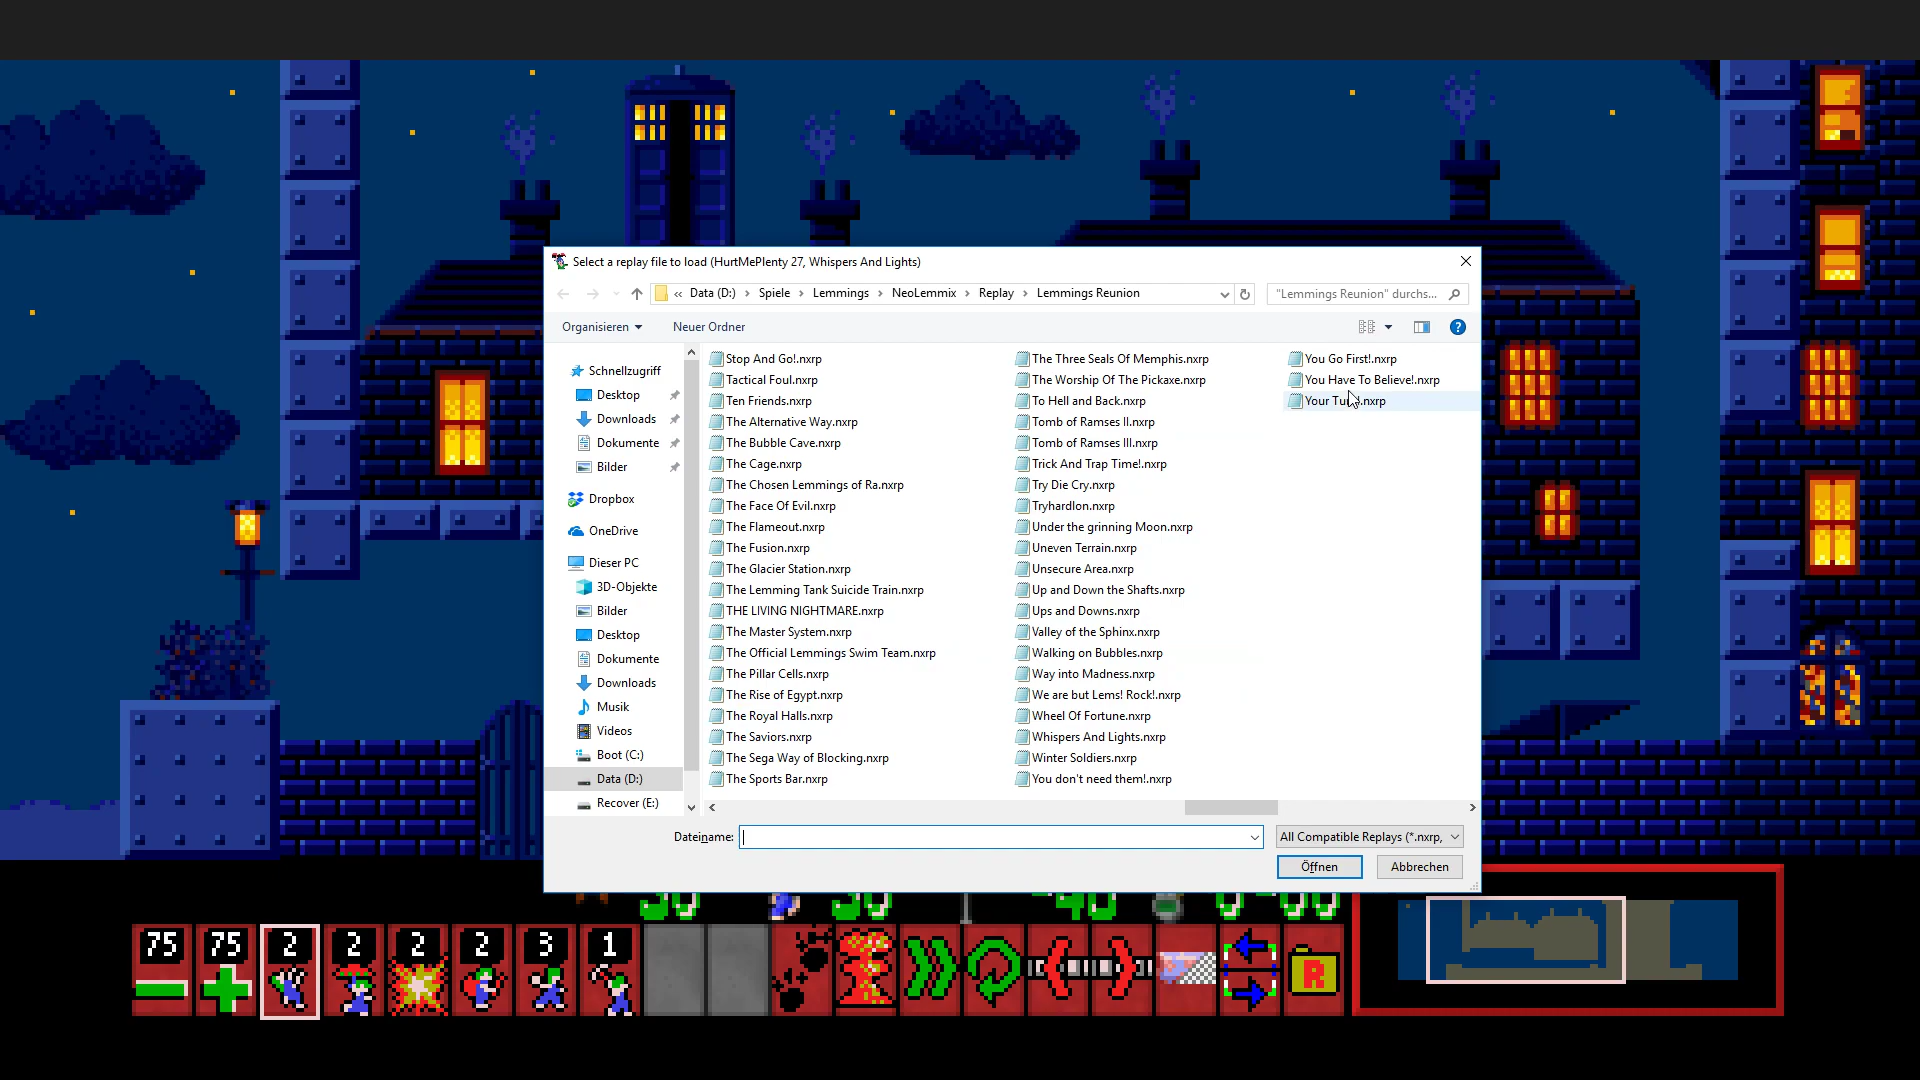 Select a replay file to load (HurtMePlenty 27, Whispers And Lights)
« Data (D:) › Spiele › Lemmings › NeoLemmix › Replay › Lemmings Reunion
"Lemmings Reunion" durchs...
Organisieren
Neuer Ordner
Schnellzugriff
Desktop
Downloads
Dokumente
Bilder
Dropbox
OneDrive
Dieser PC
3D-Objekte
Bilder
Desktop
Dokumente
Downloads
Musik
Videos
Boot (C:)
Data (D:)
Recover (E:)
Stop And Go!.nxrp
Tactical Foul.nxrp
Ten Friends.nxrp
The Alternative Way.nxrp
The Bubble Cave.nxrp
The Cage.nxrp
The Chosen Lemmings of Ra.nxrp
The Face Of Evil.nxrp
The Flameout.nxrp
The Fusion.nxrp
The Glacier Station.nxrp
The Lemming Tank Suicide Train.nxrp
THE LIVING NIGHTMARE.nxrp
The Master System.nxrp
The Official Lemmings Swim Team.nxrp
The Pillar Cells.nxrp
The Rise of Egypt.nxrp
The Royal Halls.nxrp
The Saviors.nxrp
The Sega Way of Blocking.nxrp
The Sports Bar.nxrp
The Three Seals Of Memphis.nxrp
The Worship Of The Pickaxe.nxrp
To Hell and Back.nxrp
Tomb of Ramses II.nxrp
Tomb of Ramses III.nxrp
Trick And Trap Time!.nxrp
Try Die Cry.nxrp
Tryhardlon.nxrp
Under the grinning Moon.nxrp
Uneven Terrain.nxrp
Unsecure Area.nxrp
Up and Down the Shafts.nxrp
Ups and Downs.nxrp
Valley of the Sphinx.nxrp
Walking on Bubbles.nxrp
Way into Madness.nxrp
We are but Lems! Rock!.nxrp
Wheel Of Fortune.nxrp
Whispers And Lights.nxrp
Winter Soldiers.nxrp
You don't need them!.nxrp
You Go First!.nxrp
You Have To Believe!.nxrp
Your
Dateiname:
All Compatible Replays (*.nxrp,
Öffnen
Abbrechen
75 75 2 2 2 2 3 1
R